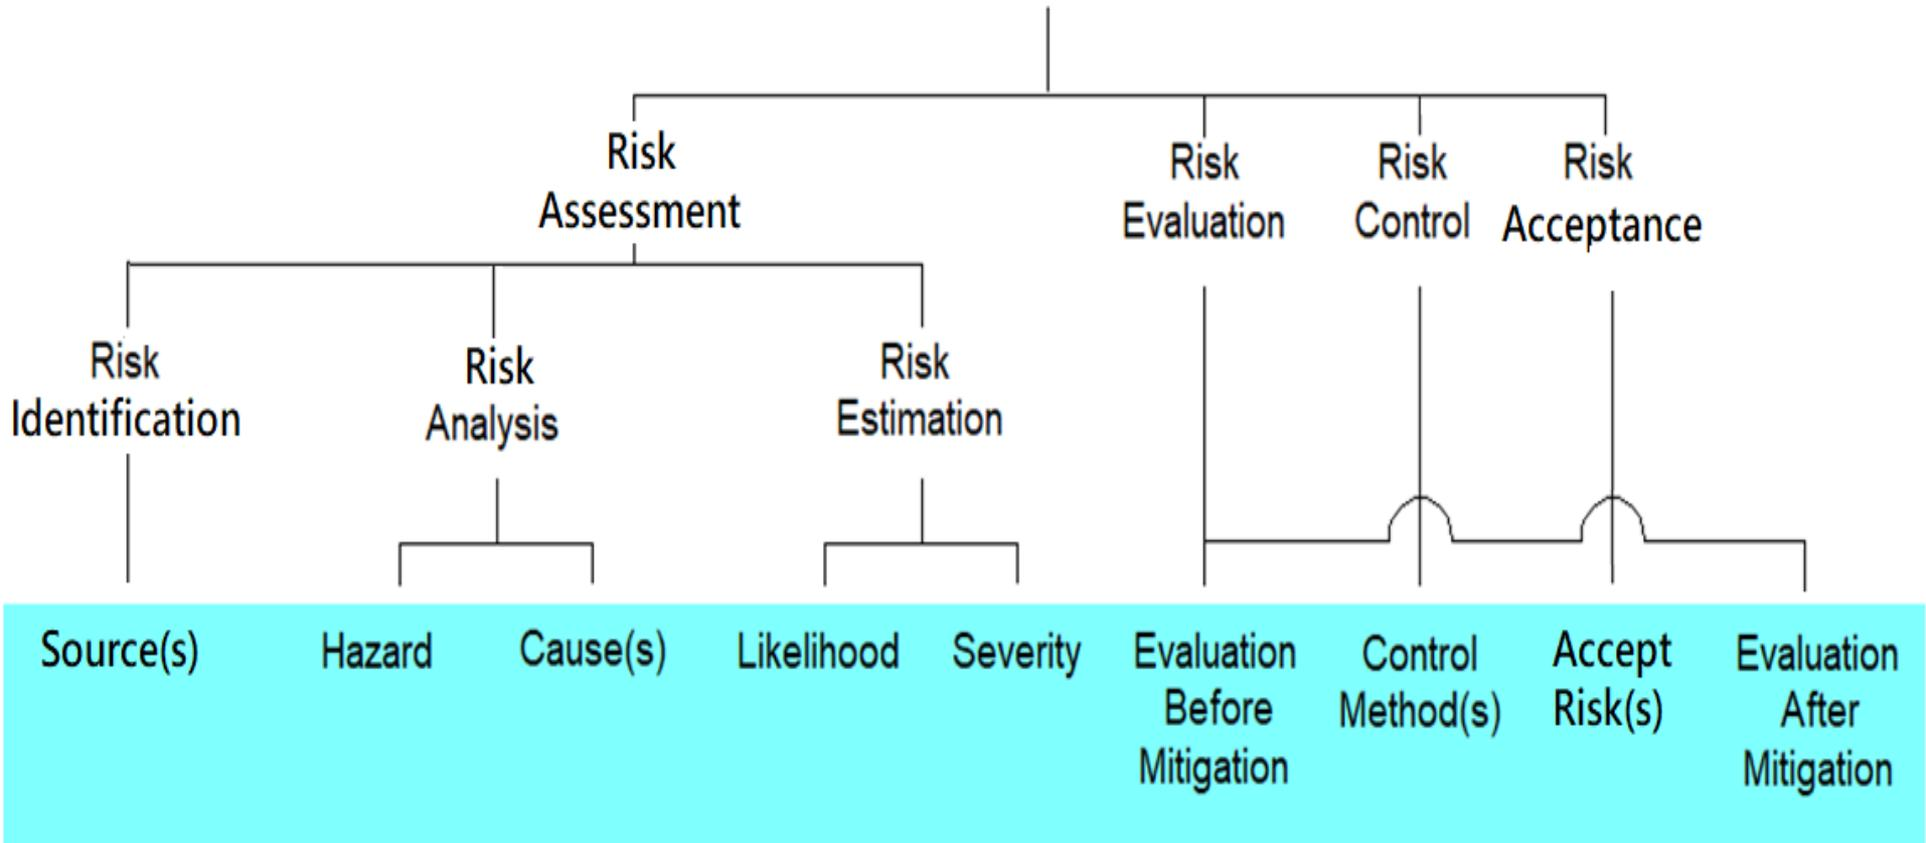 Risk
Assessment
Risk
Evaluation
Risk
Control
Risk
Acceptance
Risk
Identification
Risk
Analysis
Risk
Estimation
Source(s)
Hazard
Cause(s)
Likelihood
Severity
Evaluation
Before
Mitigation
Control
Method(s)
Accept
Risk(s)
Evaluation
After
Mitigation